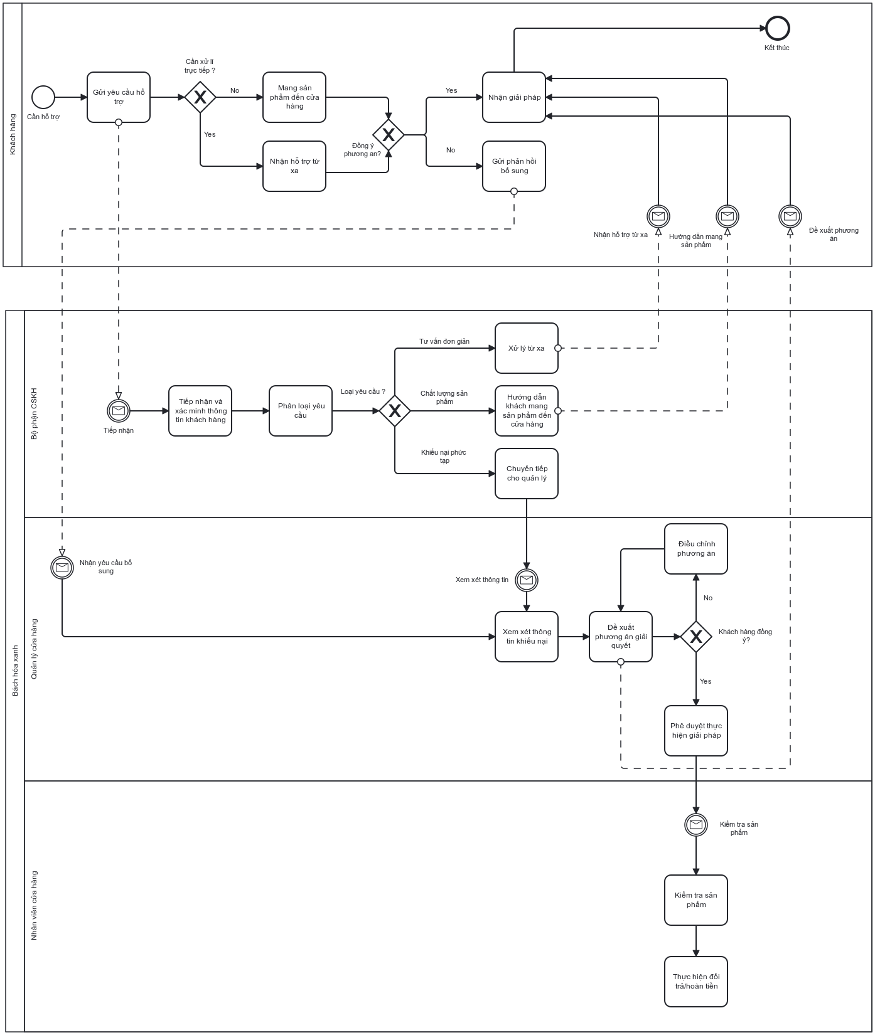 Khách hàng
Cần hỗ trợ
Gửi yêu cầu hỗ
trợ
Cần xử lí
trực tiếp ?
No
Yes
Mang sản
phẩm đến cửa
hàng
Nhận hỗ trợ từ
xa
Đồng ý
phương án?
Yes
No
Nhận giải pháp
Gửi phản hồi
bổ sung
Kết thúc
Nhận hỗ trợ từ xa
Hướng dẫn mang
sản phẩm
Đề xuất phương
án
Bách hóa xanh
Bộ phận CSKH
Tiếp nhận
Tiếp nhận và
xác minh thông
tin khách hàng
Phân loại yêu
cầu
Loại yêu cầu ?
Tư vấn đơn giản
Chất lượng sản
phẩm
Khiếu nại phức
tạp
Xử lý từ xa
Hướng dẫn
khách mang
sản phẩm đến
cửa hàng
Chuyển tiếp
cho quản lý
Quản lý cửa hàng
Nhận yêu cầu bổ
sung
Xem xét thông tin
Xem xét thông
tin khiếu nại
Đề xuất
phương án giải
quyết
Điều chỉnh
phương án
No
Khách hàng đồng
ý?
Yes
Phê duyệt thực
hiện giải pháp
Nhân viên cửa hàng
Kiểm tra sản
phẩm
Kiểm tra sản
phẩm
Thực hiện đổi
trả/hoàn tiền